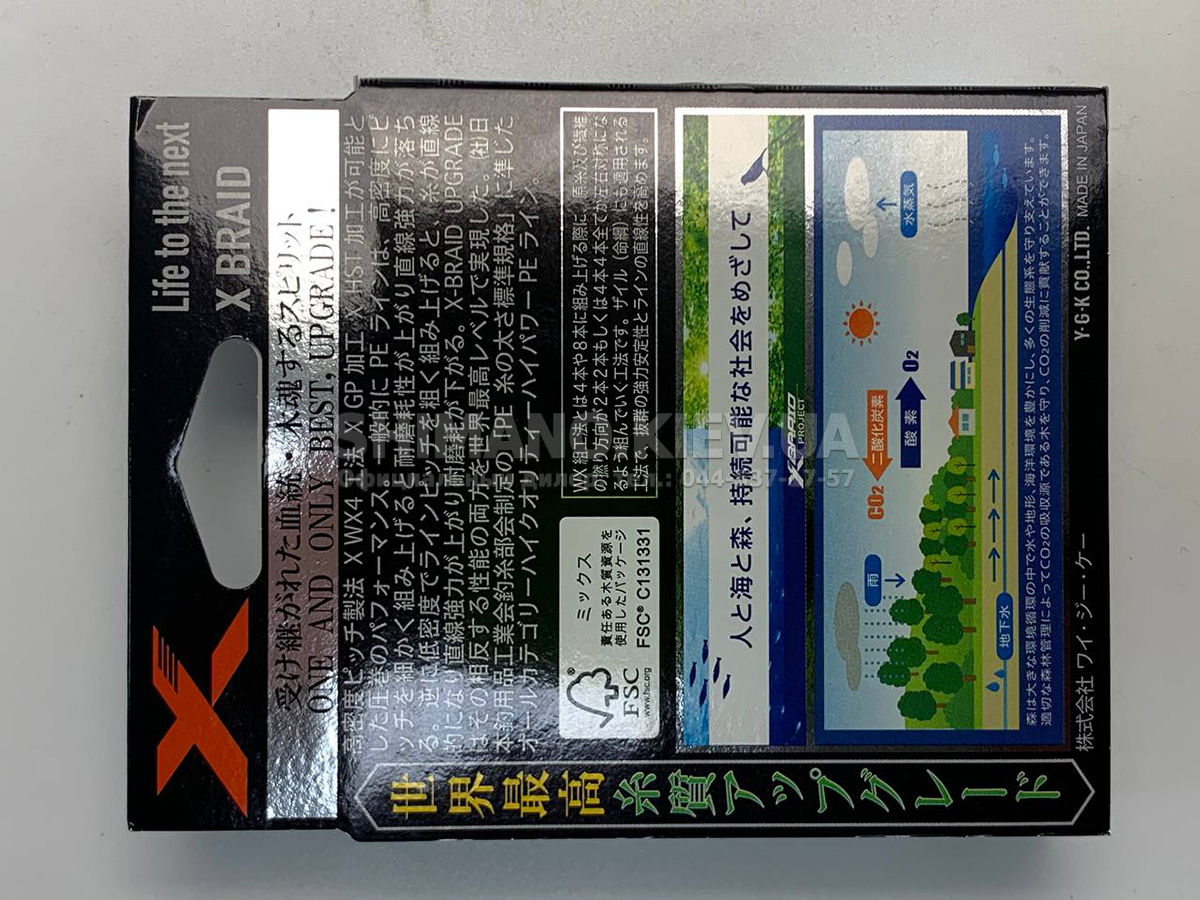 Life to the next
X BRAID
受け継がれた血統・水魂するスピリット
ONE AND ONLY BEST, UPGRADE!
高密度ピッチ製法 X WX4 工法 X GP 加工 X HST 加工が可能と
した圧巻のパフォーマンス。一般的に PE ラインは、高密度にピ
ッチを細かく組み上げると耐磨耗性が上がり直線強力が落ち
る。逆に低密度でラインピッチを粗く組み上げると、糸が直線
的になり直線強力が上がり耐磨耗が下がる。X-BRAID UPGRADE
はその相反する性能の両方を世界最高レベルで実現した。(社)日
本釣用品工業会釣糸部会制定の「PE 糸の太さ標準規格」に準じた
オールカテゴリーハイクオリティーハイパワー PE ライン
WX組工法とは4本や8本に組み上げる際に、原糸及び繊維
の撚り方向が2本2本もしくは4本4本全てが左右対称にな
るよう組んでいく工法です。ザイル(命綱)にも適用される
工法で、抜群の強力安定性とラインの直線性を高めます。
FSC
www.fsc.org
ミックス
責任ある木質資源を
使用したパッケージ
FSC® C131331
人と海と森、持続可能な社会をめざして
X-BRAID
PROJECT
雨
CO2 二酸化炭素
酸素 O2
水蒸気
地下水
森は大きな環境循環の中で水や地形、海洋環境を豊かにし、多くの生態系を守り支えています。
適切な森林管理によってCO2の吸収源である木を守り、CO2の削減に貢献することができます。
株式会社 ワイ・ジー・ケー
Y・G・K CO.,LTD. MADE IN JAPAN
世界最高 糸質アップグレード